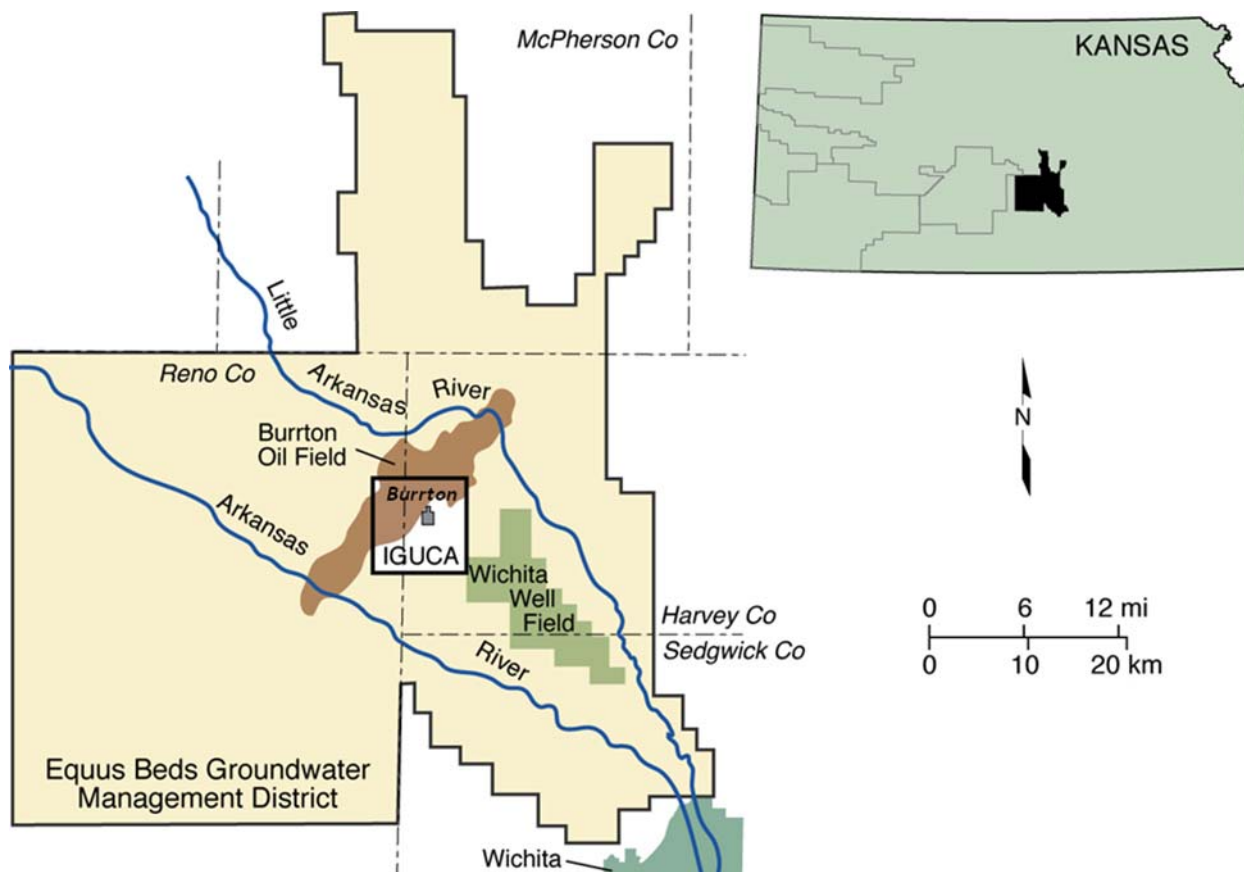 McPherson Co
KANSAS
Little
Reno Co
Arkansas
River
Burrton
Oil Field
Burrton
Arkansas
IGUCA
Wichita
Well
Field
N
0 6 12 mi
0 10 20 km
Harvey Co
Sedgwick Co
River
Equus Beds Groundwater
Management District
Wichita